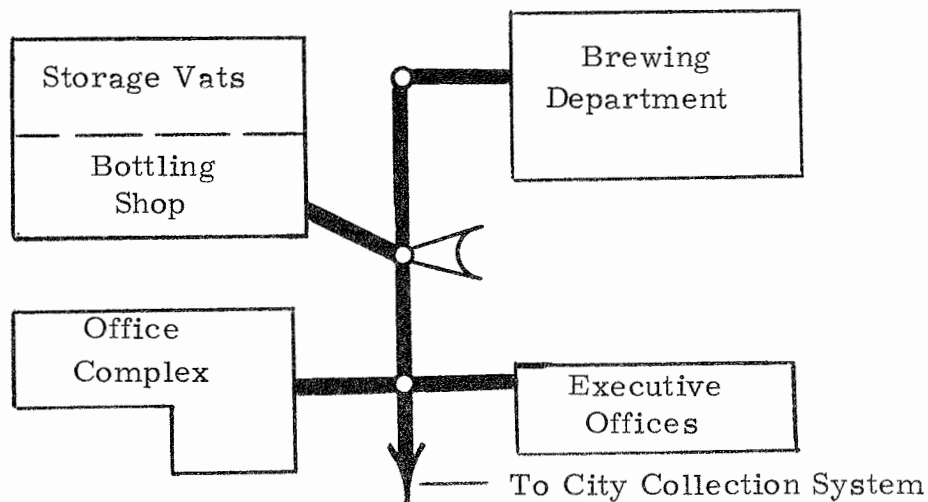 Storage Vats
Bottling
Shop
Brewing
Department
Office
Complex
Executive
Offices
To City Collection System